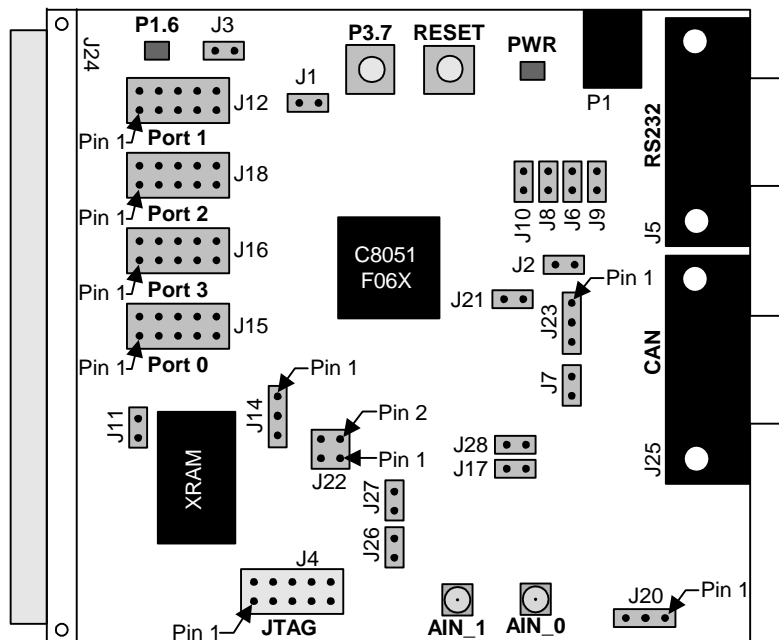 P1.6
J3
P3.7
RESET
PWR
J24
J1
P1
RS232
J5
J12
Pin 1
Port 1
J18
Pin 1
Port 2
J10
J8
J6
J9
J16
Pin 1
Port 3
C8051
F06X
J2
J21
Pin 1
J23
J15
Pin 1
Port 0
CAN
J25
J7
Pin 1
J14
J11
XRAM
Pin 2
Pin 1
J22
J28
J17
J27
J26
J4
Pin 1
JTAG
AIN_1
AIN_0
J20
Pin 1